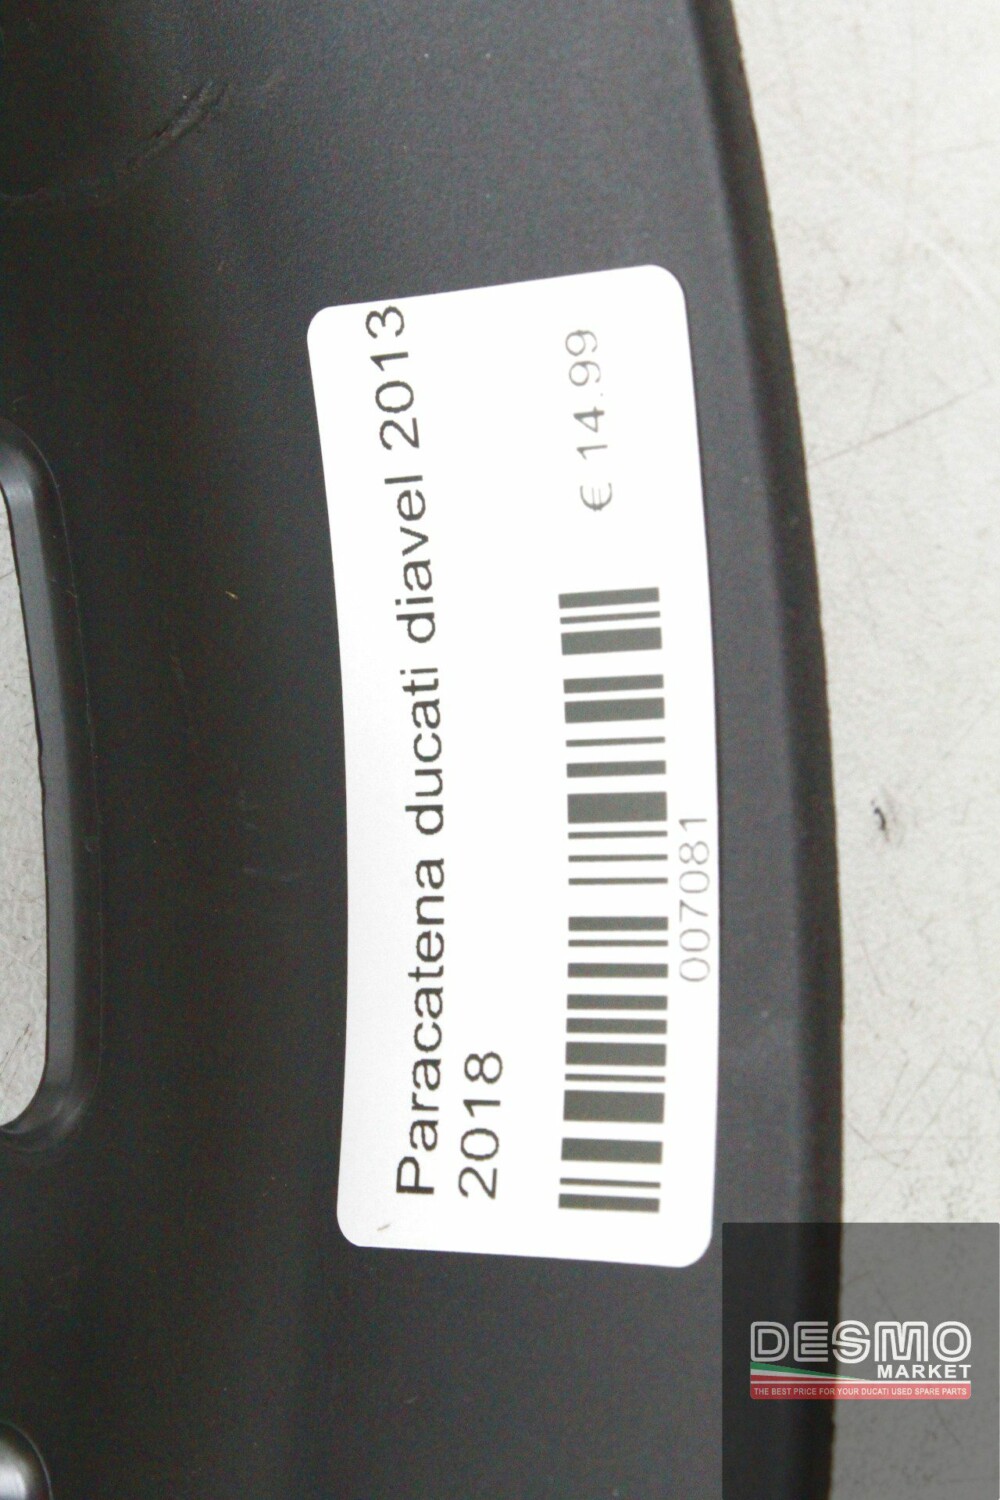 Paracatena ducati diavel 2013
2018
€ 14.99
007081
DESMO
MARKET
THE BEST PRICE FOR YOUR DUCATI USED SPARE PARTS